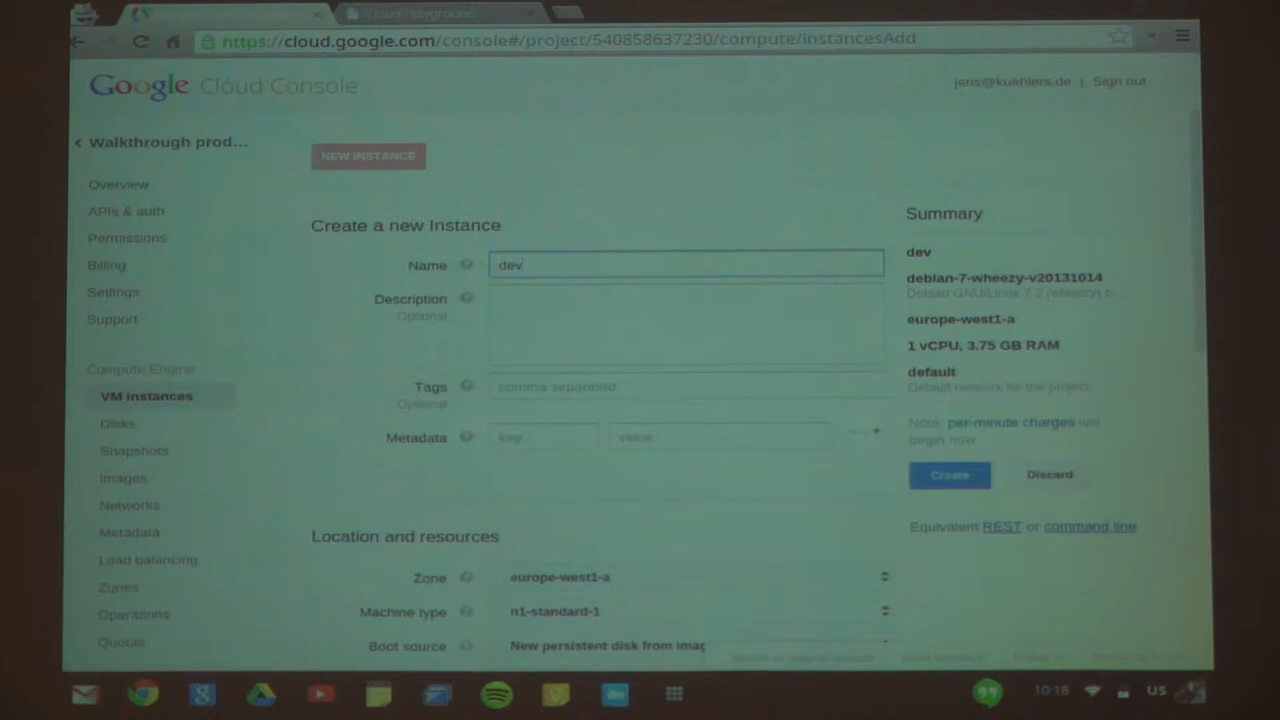 Cloud Playground
https://cloud.google.com/console#/project/540858637230/compute/instancesAdd
Google Cloud Console
jens@kuehlers.de | Sign out
Walkthrough prod...
NEW INSTANCE
Overview
APIs & auth
Permissions
Billing
Settings
Support
Compute Engine
VM instances
Disks
Snapshots
Images
Networks
Metadata
Load balancing
Zones
Operations
Quotas
Create a new Instance
Name
dev
Description
Optional
Tags
Optional
comma separated
Metadata
key
value
Location and resources
Zone
europe-west1-a
Machine type
n1-standard-1
Boot source
New persistent disk from imag
Summary
dev
debian-7-wheezy-v20131014
Debian GNU/Linux 7.2 (wheezy) b...
europe-west1-a
1 vCPU, 3.75 GB RAM
default
Default network for the project
Note: per-minute charges will
begin now
Create
Discard
Equivalent REST or command line
10:18
US